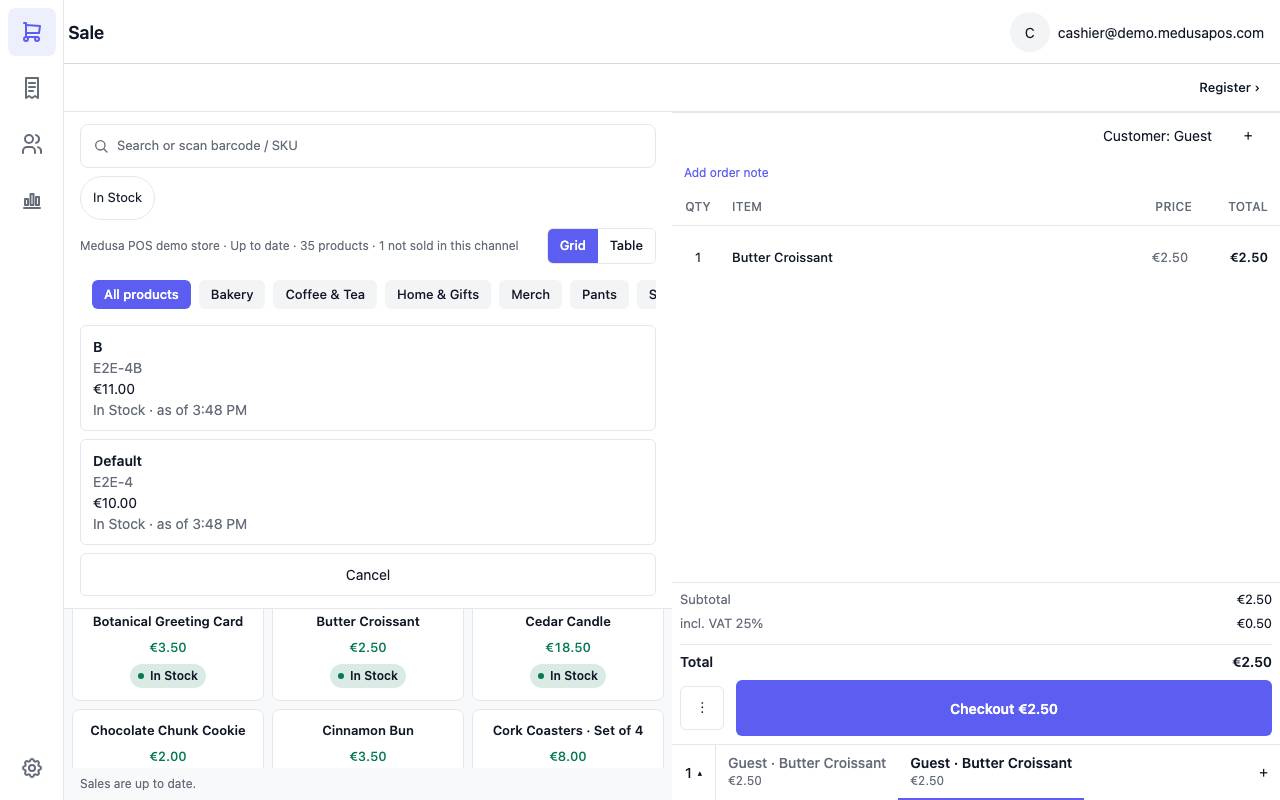 Sale
C
cashier@demo.medusapos.com
Register ›
Search or scan barcode / SKU
In Stock
Medusa POS demo store · Up to date · 35 products · 1 not sold in this channel
Grid
Table
All products
Bakery
Coffee & Tea
Home & Gifts
Merch
Pants
S
B
E2E-4B
€11.00
In Stock · as of 3:48 PM
Default
E2E-4
€10.00
In Stock · as of 3:48 PM
Cancel
Botanical Greeting Card
€3.50
In Stock
Butter Croissant
€2.50
In Stock
Cedar Candle
€18.50
In Stock
Chocolate Chunk Cookie
€2.00
Cinnamon Bun
€3.50
Cork Coasters · Set of 4
€8.00
Sales are up to date.
Customer: Guest +
Add order note
QTY ITEM PRICE TOTAL
1 Butter Croissant €2.50 €2.50
Subtotal €2.50
incl. VAT 25% €0.50
Total €2.50
⋮
Checkout €2.50
1 ▴
Guest · Butter Croissant
€2.50
Guest · Butter Croissant
€2.50
+